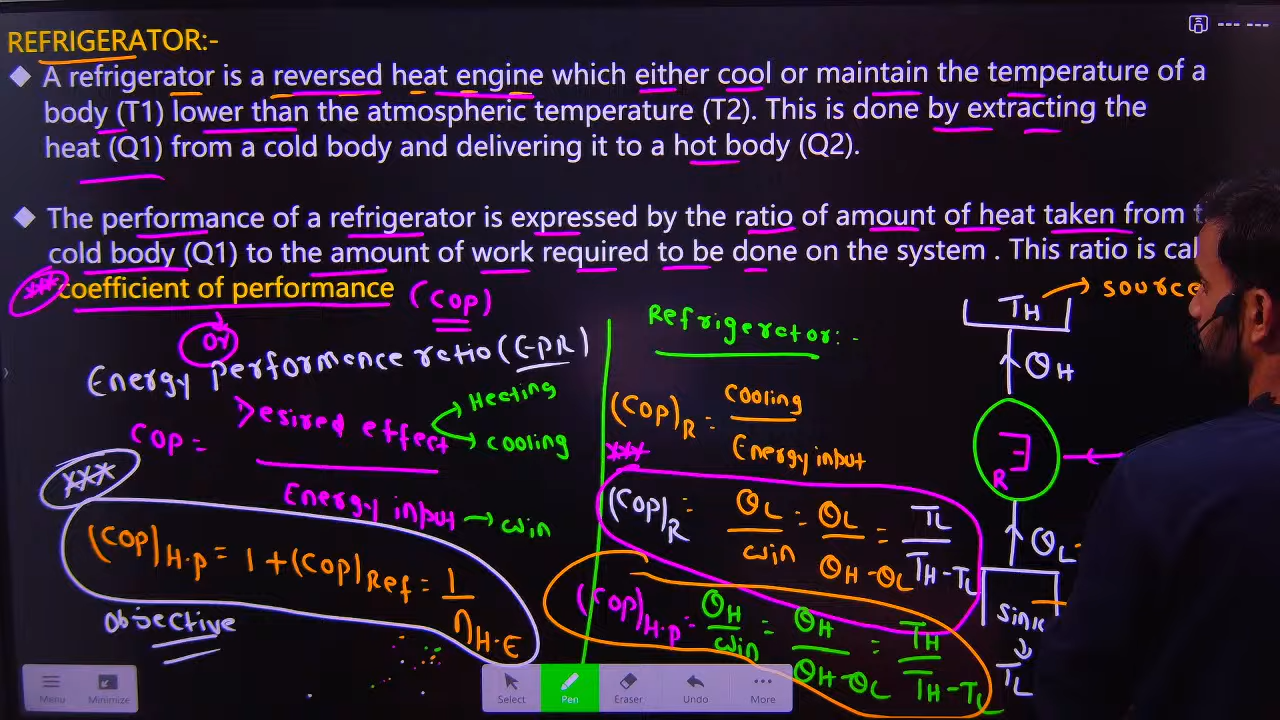 REFRIGERATOR:-
◆ A refrigerator is a reversed heat engine which either cool or maintain the temperature of a
body (T1) lower than the atmospheric temperature (T2). This is done by extracting the
heat (Q1) from a cold body and delivering it to a hot body (Q2).
◆ The performance of a refrigerator is expressed by the ratio of amount of heat taken from
cold body (Q1) to the amount of work required to be done on the system . This ratio is
*** coefficient of performance (COP)
Or
Energy Performance ratio (EPR)
COP = Desired effect / Energy input → Win
→ Heating
→ Cooling
***
(COP)H.P = 1 + (COP)Ref = 1 / ηH.E
Objective
Refrigerator:-
(COP)R = Cooling / Energy input
***
(COP)R = QL / Win = QL / QH-QL = TL / TH-TL
(COP)H.P = QH / Win = QH / QH-QL = TH / TH-TL
TH → Source
QH
R
QL
Sink
TL
Menu
Minimize
Select
Pen
Eraser
Undo
More